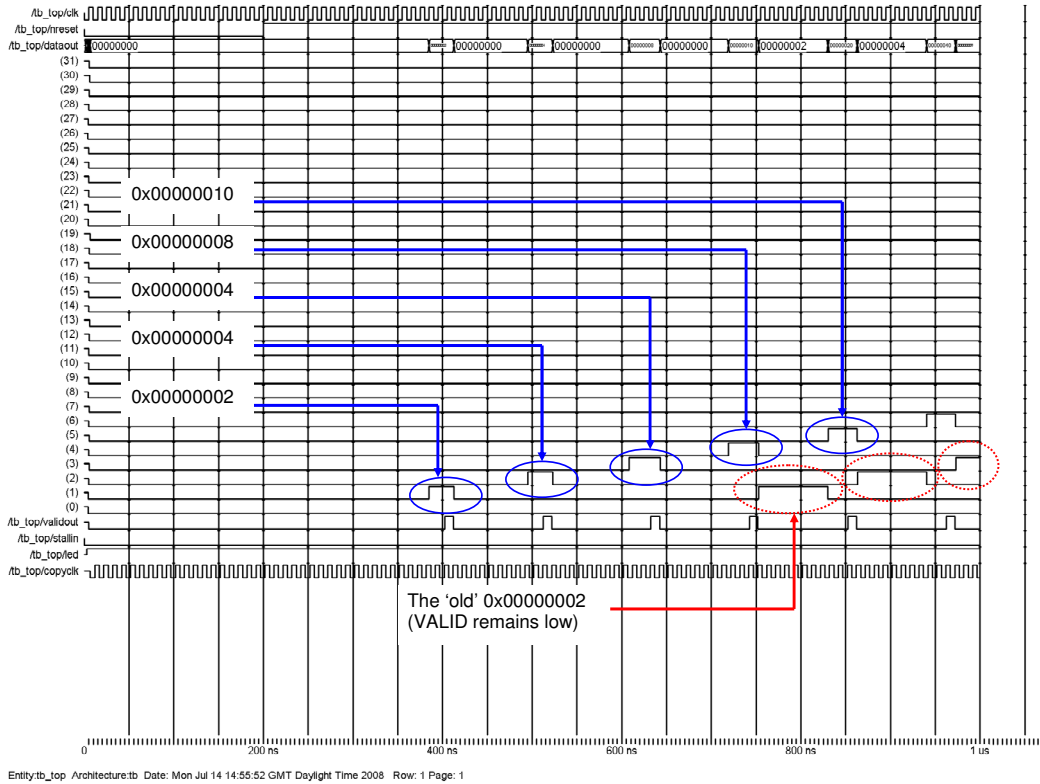 /tb_top/clk
/tb_top/nreset
/tb_top/dataout 00000000 00000000 00000000 00000000 00000010 00000002 00000020 00000004
(31)
(30)
(29)
(28)
(27)
(26)
(25)
(24)
(23)
(22)
(21)
(20)
(19)
(18)
(17)
(16)
(15)
(14)
(13)
(12)
(11)
(10)
(9)
(8)
(7)
(6)
(5)
(4)
(3)
(2)
(1)
(0)
0x00000010
0x00000008
0x00000004
0x00000004
0x00000002
/tb_top/validout
/tb_top/stallin
/tb_top/led
/tb_top/copyclk
The ‘old’ 0x00000002
(VALID remains low)
0 200 ns 400 ns 600 ns 800 ns 1 us
Entity:tb_top Architecture:tb Date: Mon Jul 14 14:55:52 GMT Daylight Time 2008 Row: 1 Page: 1